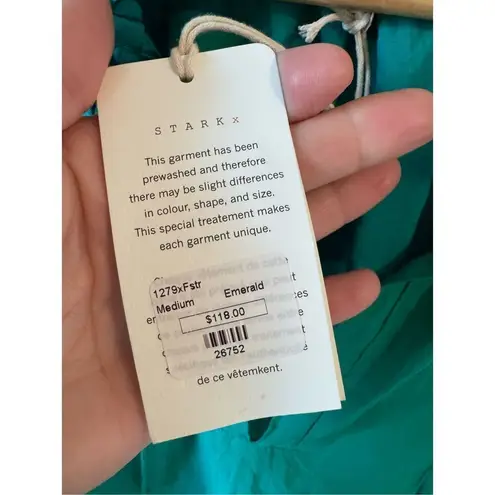 STARKx
This garment has been
prewashed and therefore
there may be slight differences
in colour, shape, and size.
This special treatement makes
each garment unique.
1279xFstr
Medium Emerald
$118.00
26752
de ce vêtemkent.